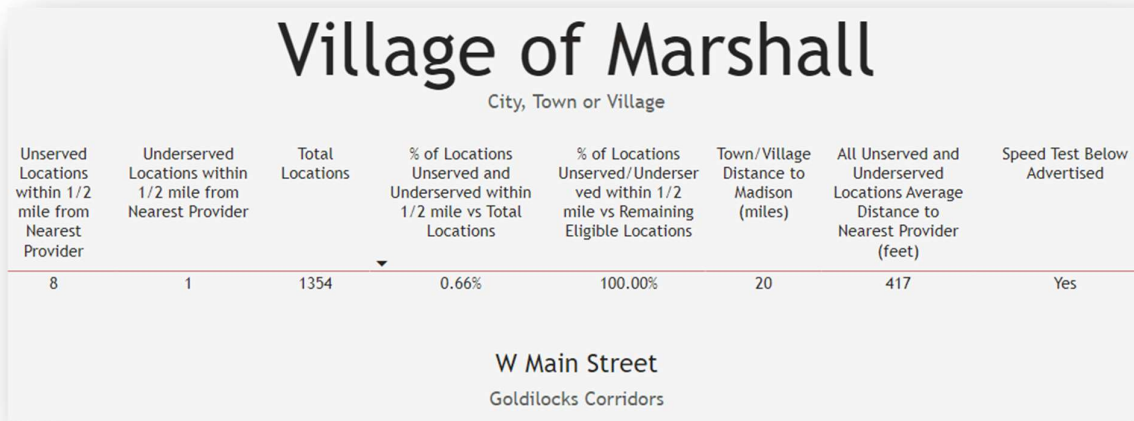 Village of Marshall
City, Town or Village
Unserved
Locations
within 1/2
mile from
Nearest
Provider
Underserved
Locations within
1/2 mile from
Nearest Provider
Total
Locations
% of Locations
Unserved and
Underserved within
1/2 mile vs Total
Locations
% of Locations
Unserved/Underser
ved within 1/2
mile vs Remaining
Eligible Locations
Town/Village
Distance to
Madison
(miles)
All Unserved and
Underserved
Locations Average
Distance to
Nearest Provider
(feet)
Speed Test Below
Advertised
8 1 1354 0.66% 100.00% 20 417 Yes
W Main Street
Goldilocks Corridors